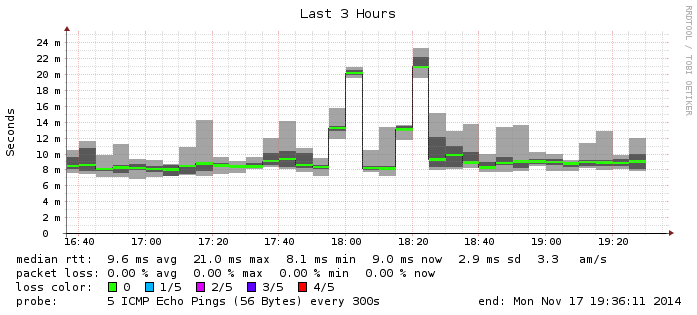 Last 3 Hours
RRDTOOL / TOBI OETIKER
Seconds
24 m
22 m
20 m
18 m
16 m
14 m
12 m
10 m
8 m
6 m
4 m
2 m
0
16:40 17:00 17:20 17:40 18:00 18:20 18:40 19:00 19:20
median rtt: 9.6 ms avg 21.0 ms max 8.1 ms min 9.0 ms now 2.9 ms sd 3.3 am/s
packet loss: 0.00 % avg 0.00 % max 0.00 % min 0.00 % now
loss color: 0 1/5 2/5 3/5 4/5
probe: 5 ICMP Echo Pings (56 Bytes) every 300s end: Mon Nov 17 19:36:11 2014